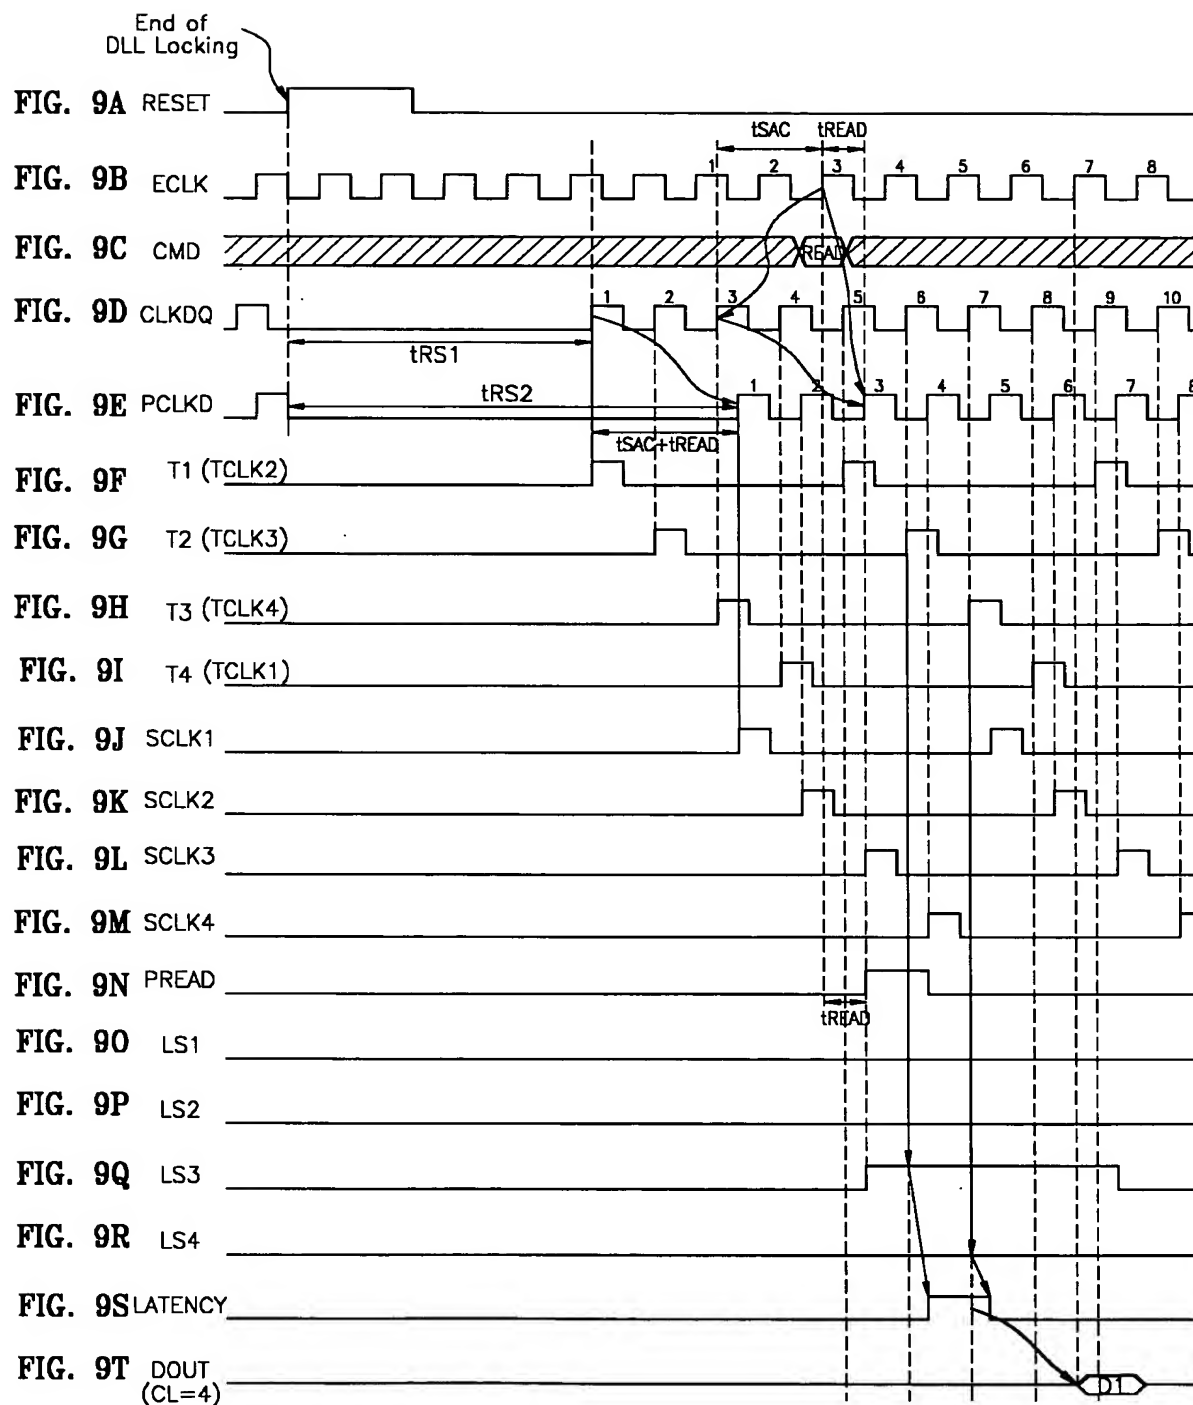 End of
DLL Locking
FIG. 9A RESET
tSAC tREAD
FIG. 9B ECLK 1 2 3 4 5 6 7 8
FIG. 9C CMD READ
FIG. 9D CLKDQ 1 2 3 4 5 6 7 8 9 10
tRS1
FIG. 9E PCLKD tRS2 1 2 3 4 5 6 7 8
tSAC+tREAD
FIG. 9F T1 (TCLK2)
FIG. 9G T2 (TCLK3)
FIG. 9H T3 (TCLK4)
FIG. 9I T4 (TCLK1)
FIG. 9J SCLK1
FIG. 9K SCLK2
FIG. 9L SCLK3
FIG. 9M SCLK4
FIG. 9N PREAD
tREAD
FIG. 9O LS1
FIG. 9P LS2
FIG. 9Q LS3
FIG. 9R LS4
FIG. 9S LATENCY
FIG. 9T DOUT D1
(CL=4)